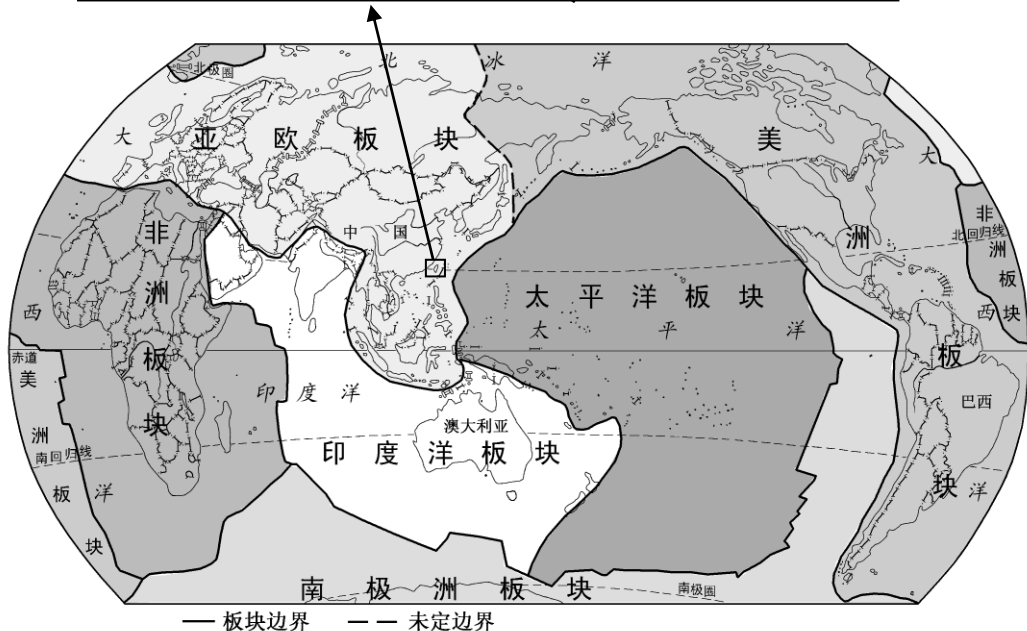 北冰洋
北极圈
大
亚欧板块
美洲板块
大
非洲板块
中国
非洲板块
北回归线
太平洋板块
太平洋
西
西
赤道
美洲板块
印度洋
澳大利亚
巴西
南回归线
洋
印度洋板块
洋
南极洲板块
南极圈
板块边界
未定边界